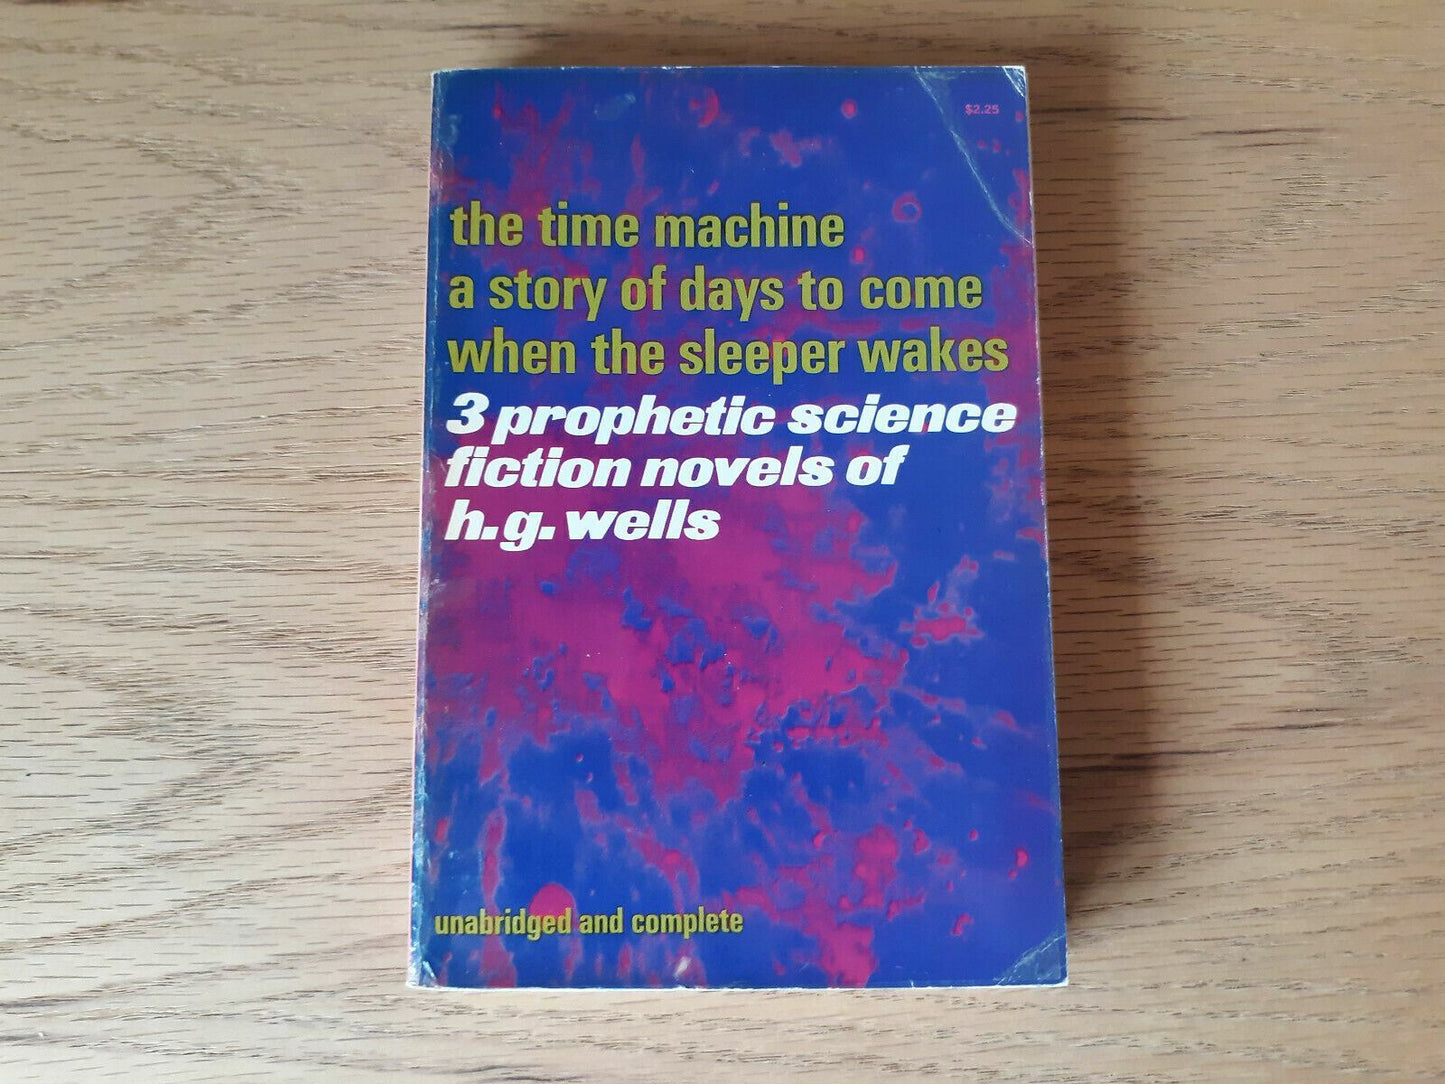 $2.25
the time machine
a story of days to come
when the sleeper wakes
3 prophetic science
fiction novels of
h.g. wells
unabridged and complete